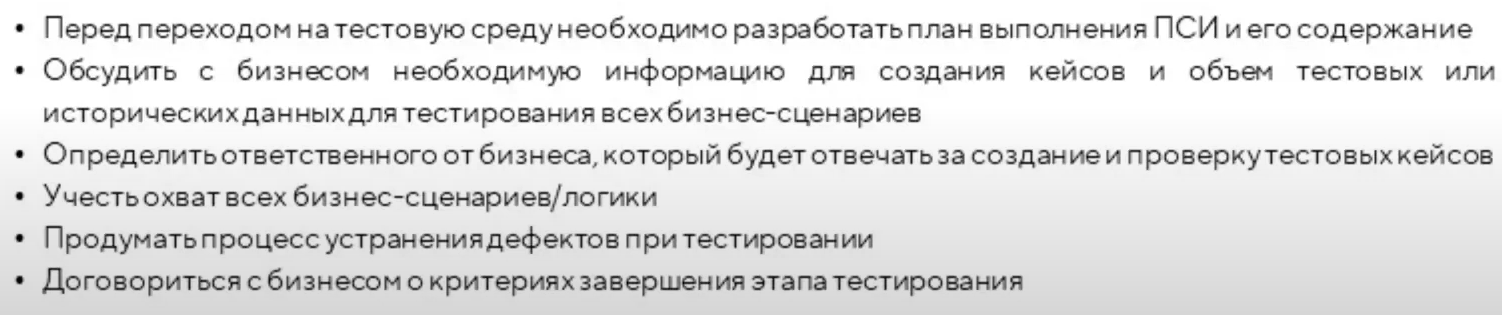 • Перед переходом на тестовую среду необходимо разработать план выполнения ПСИ и его содержание
• Обсудить с бизнесом необходимую информацию для создания кейсов и объем тестовых или
исторических данных для тестирования всех бизнес-сценариев
• Определить ответственного от бизнеса, который будет отвечать за создание и проверку тестовых кейсов
• Учесть охват всех бизнес-сценариев/логики
• Продумать процесс устранения дефектов при тестировании
• Договориться с бизнесом о критериях завершения этапа тестирования